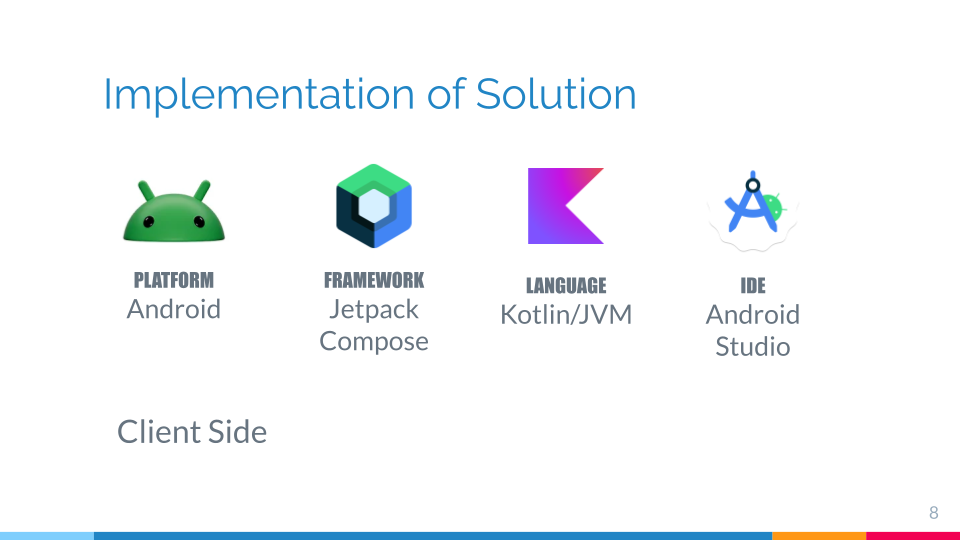 Implementation of Solution
PLATFORM
Android
FRAMEWORK
Jetpack
Compose
LANGUAGE
Kotlin/JVM
IDE
Android
Studio
Client Side
8